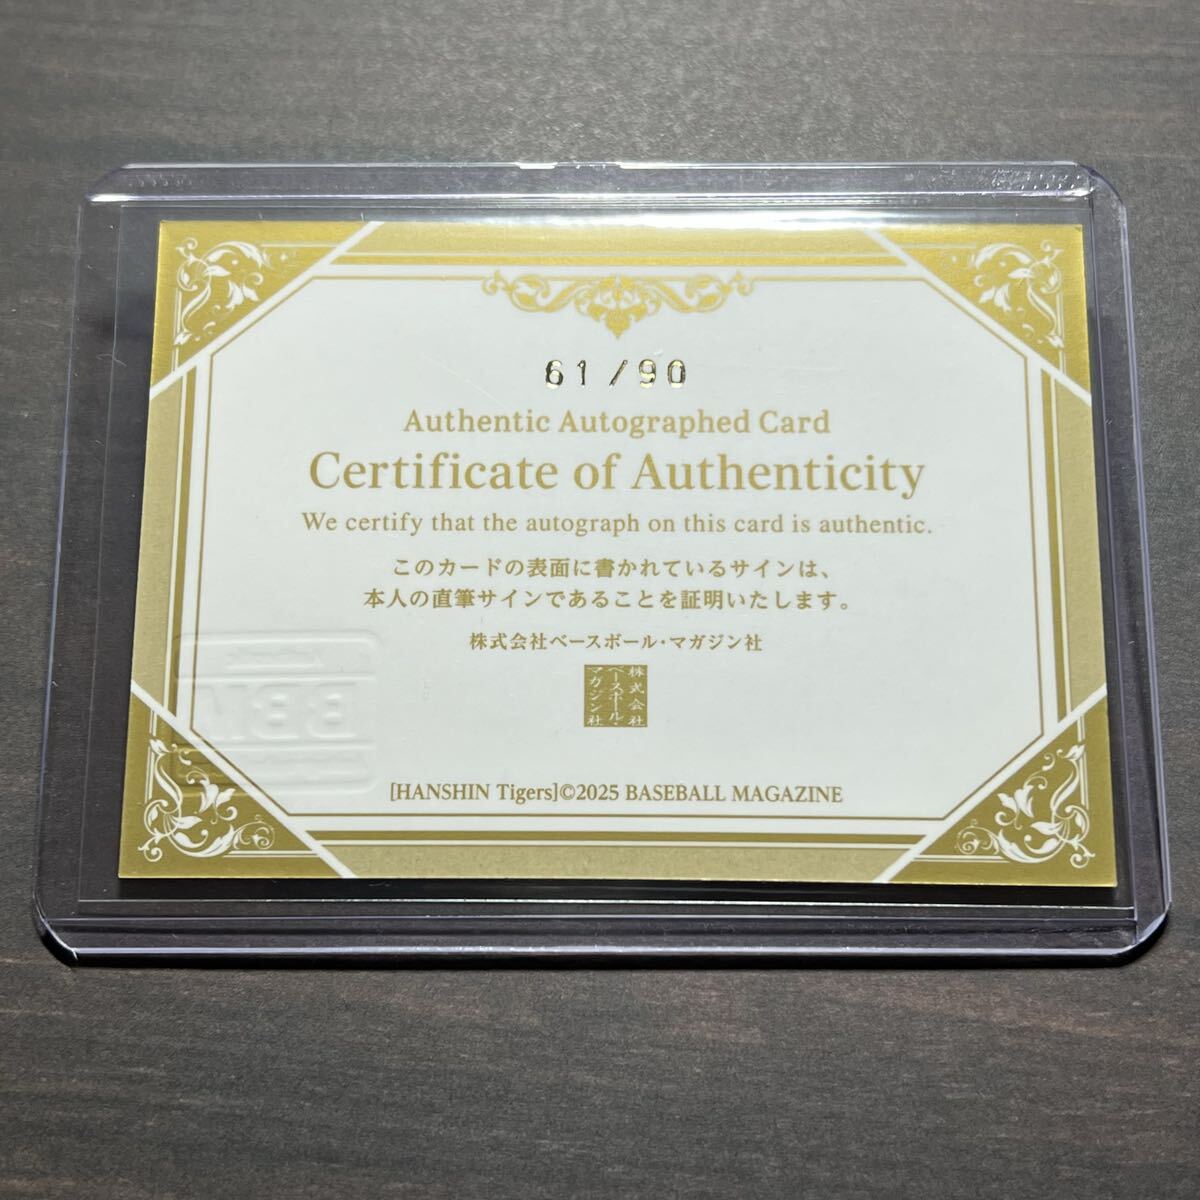 61/90
Authentic Autographed Card
Certificate of Authenticity
We certify that the autograph on this card is authentic.
このカードの表面に書かれているサインは、
本人の直筆サインであることを証明いたします。
株式会社ベースボール・マガジン社
株式会社
ベースボール・
マガジン社
[HANSHIN Tigers]©2025 BASEBALL MAGAZINE